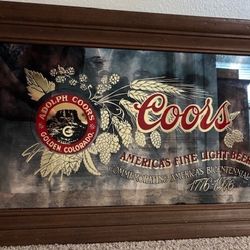 ADOLPH COORS
GOLDEN COLORADO.
Coors
AMERICA'S FINE LIGHT BEER
COMMEMORATING AMERICA'S BICENTENNIAL
1776-1976